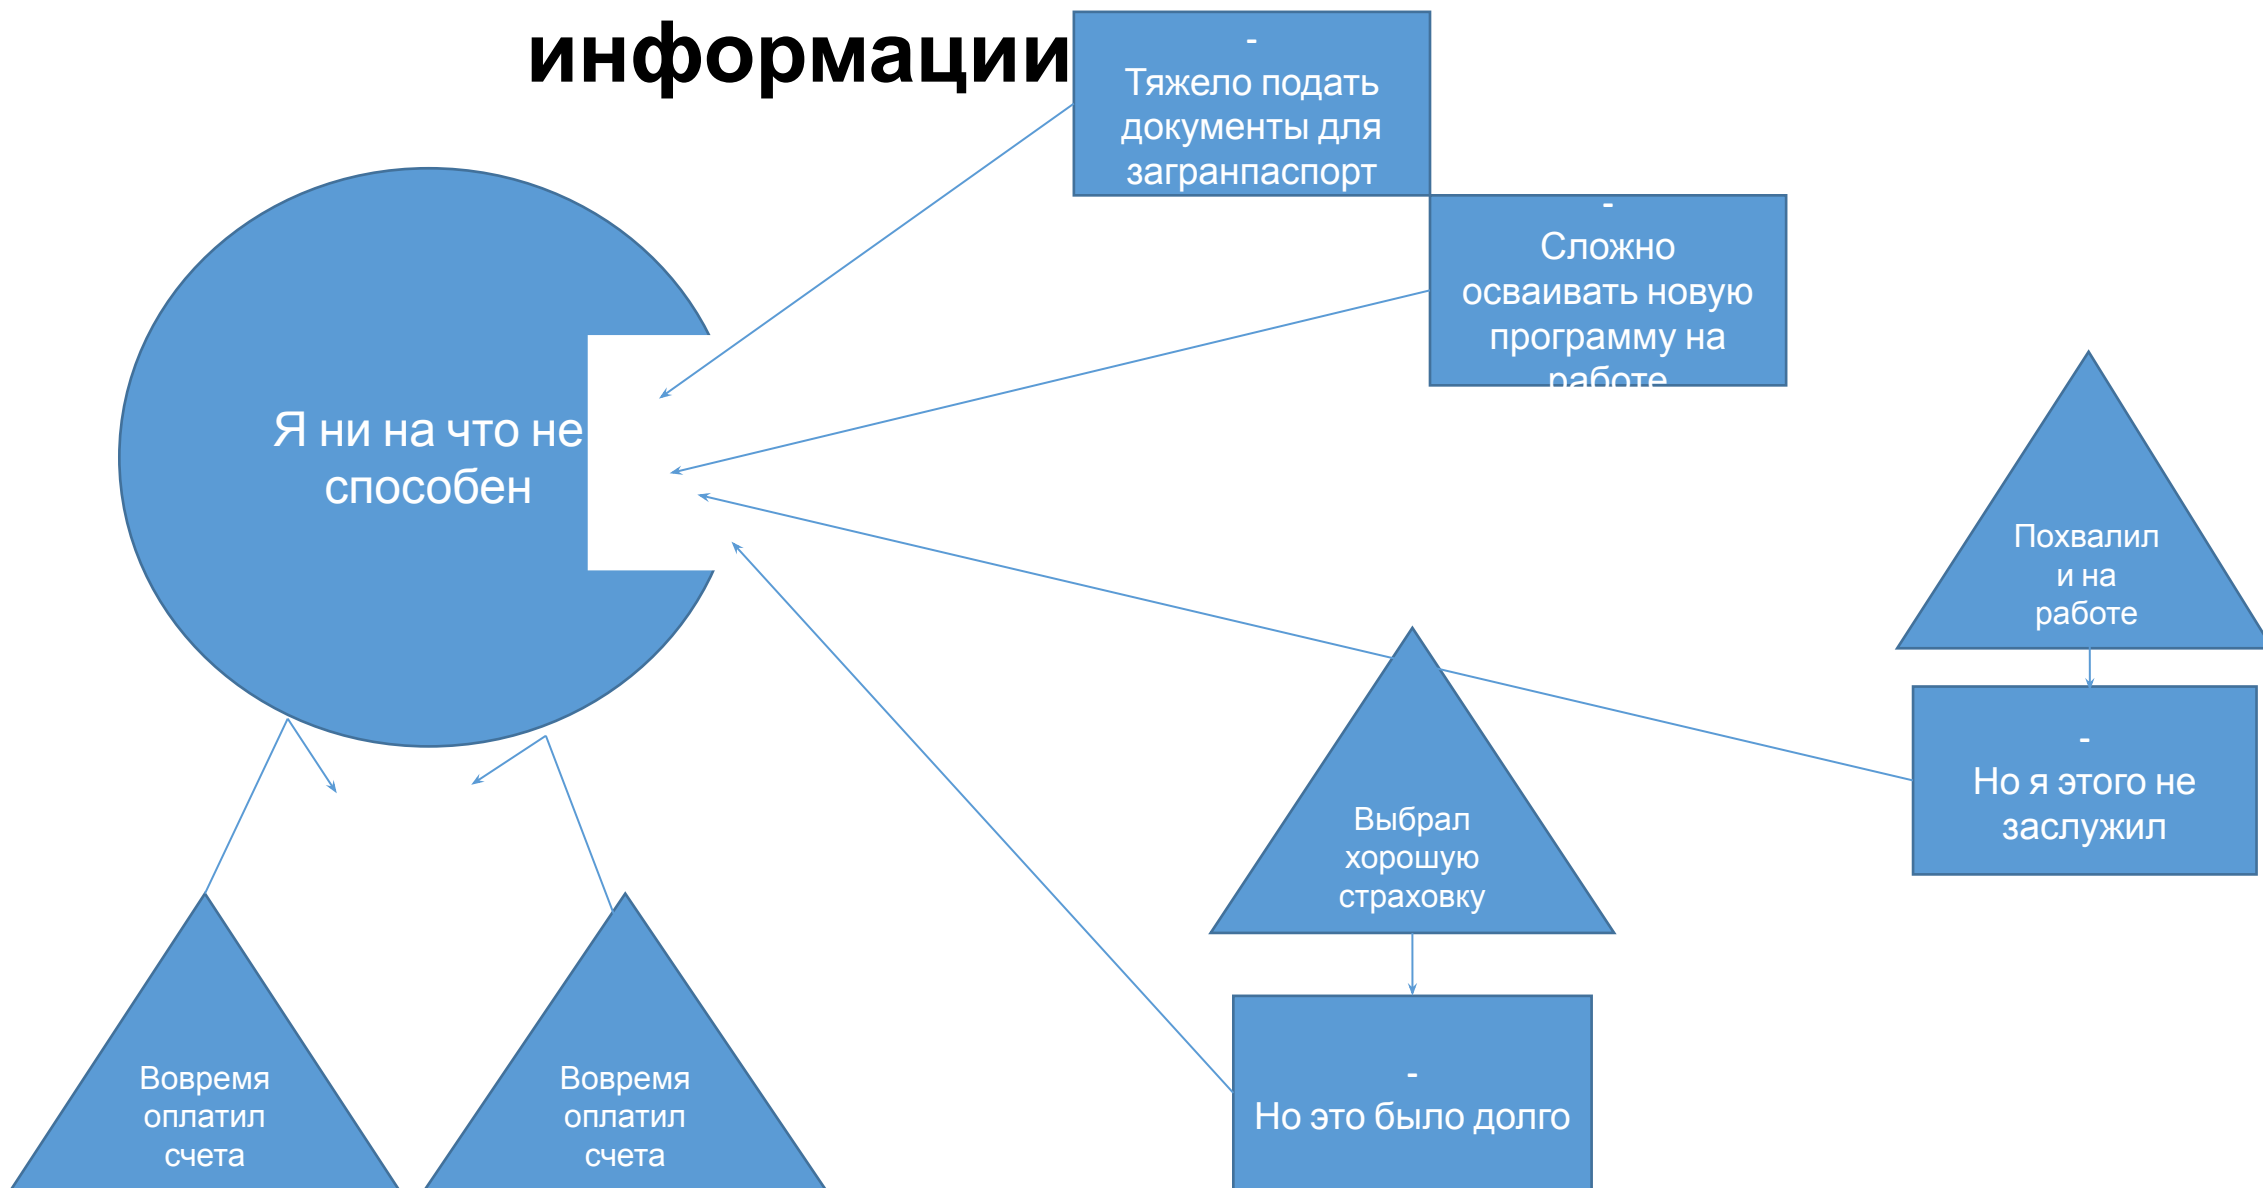 информации
-
Тяжело подать
документы для
загранпаспорт
-
Сложно
осваивать новую
программу на
работе
Я ни на что не
способен
Похвалил
и на
работе
-
Но я этого не
заслужил
Выбрал
хорошую
страховку
-
Но это было долго
Вовремя
оплатил
счета
Вовремя
оплатил
счета